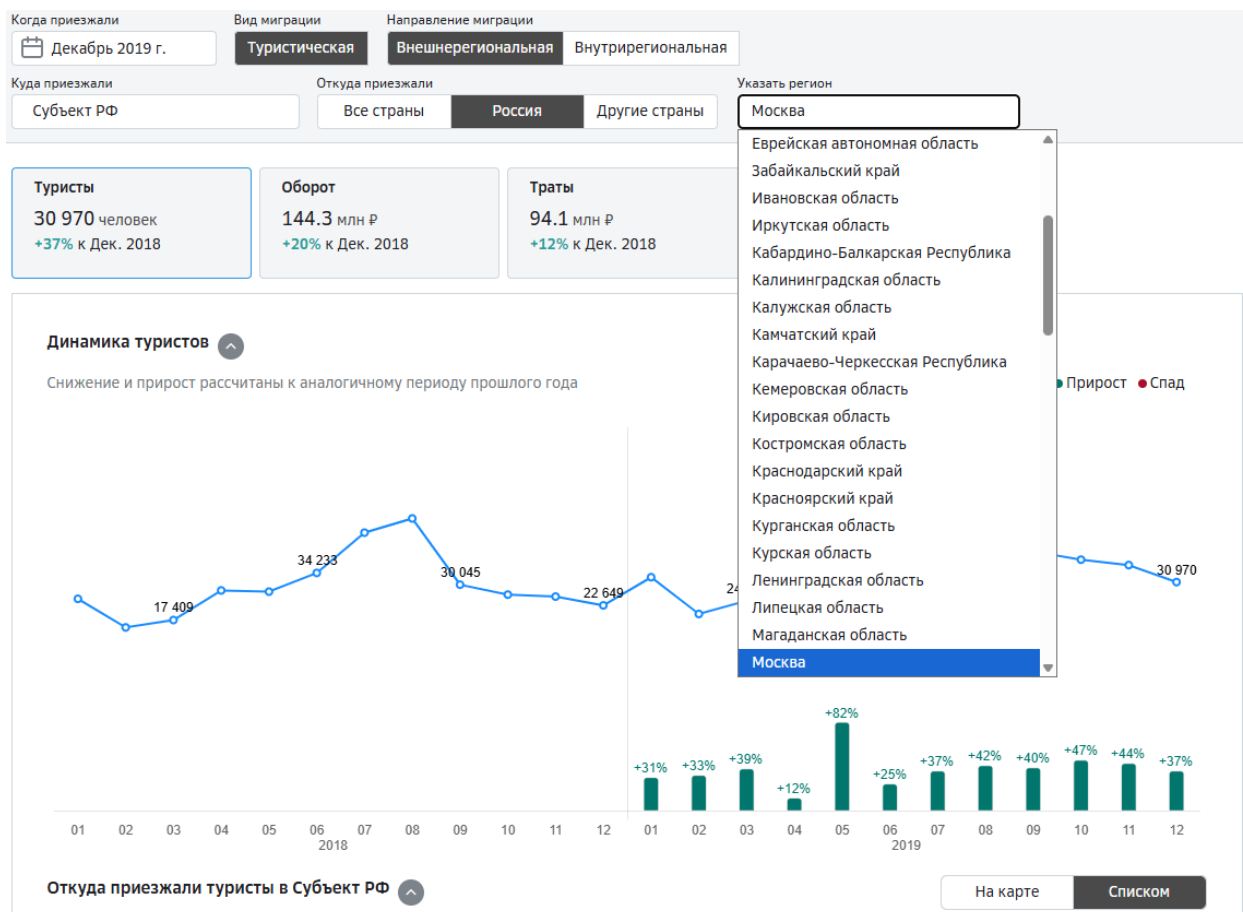 Когда приезжали Вид миграции Направление миграции
Декабрь 2019 г. Туристическая Внешнерегиональная Внутрирегиональная
Куда приезжали Откуда приезжали Указать регион
Субъект РФ Все страны Россия Другие страны Москва
Еврейская автономная область
Забайкальский край
Ивановская область
Иркутская область
Кабардино-Балкарская Республика
Калининградская область
Калужская область
Камчатский край
Карачаево-Черкесская Республика
Кемеровская область
Кировская область
Костромская область
Краснодарский край
Красноярский край
Курганская область
Курская область
Ленинградская область
Липецкая область
Магаданская область
Москва
Туристы Оборот Траты
30 970 человек 144.3 млн ₽ 94.1 млн ₽
+37% к Дек. 2018 +20% к Дек. 2018 +12% к Дек. 2018
Динамика туристов
Снижение и прирост рассчитаны к аналогичному периоду прошлого года Прирост Спад
17 409 34 233 30 045 22 649 24 30 970
+31% +33% +39% +12% +82% +25% +37% +42% +40% +47% +44% +37%
01 02 03 04 05 06 07 08 09 10 11 12 01 02 03 04 05 06 07 08 09 10 11 12
2018 2019
Откуда приезжали туристы в Субъект РФ На карте Списком